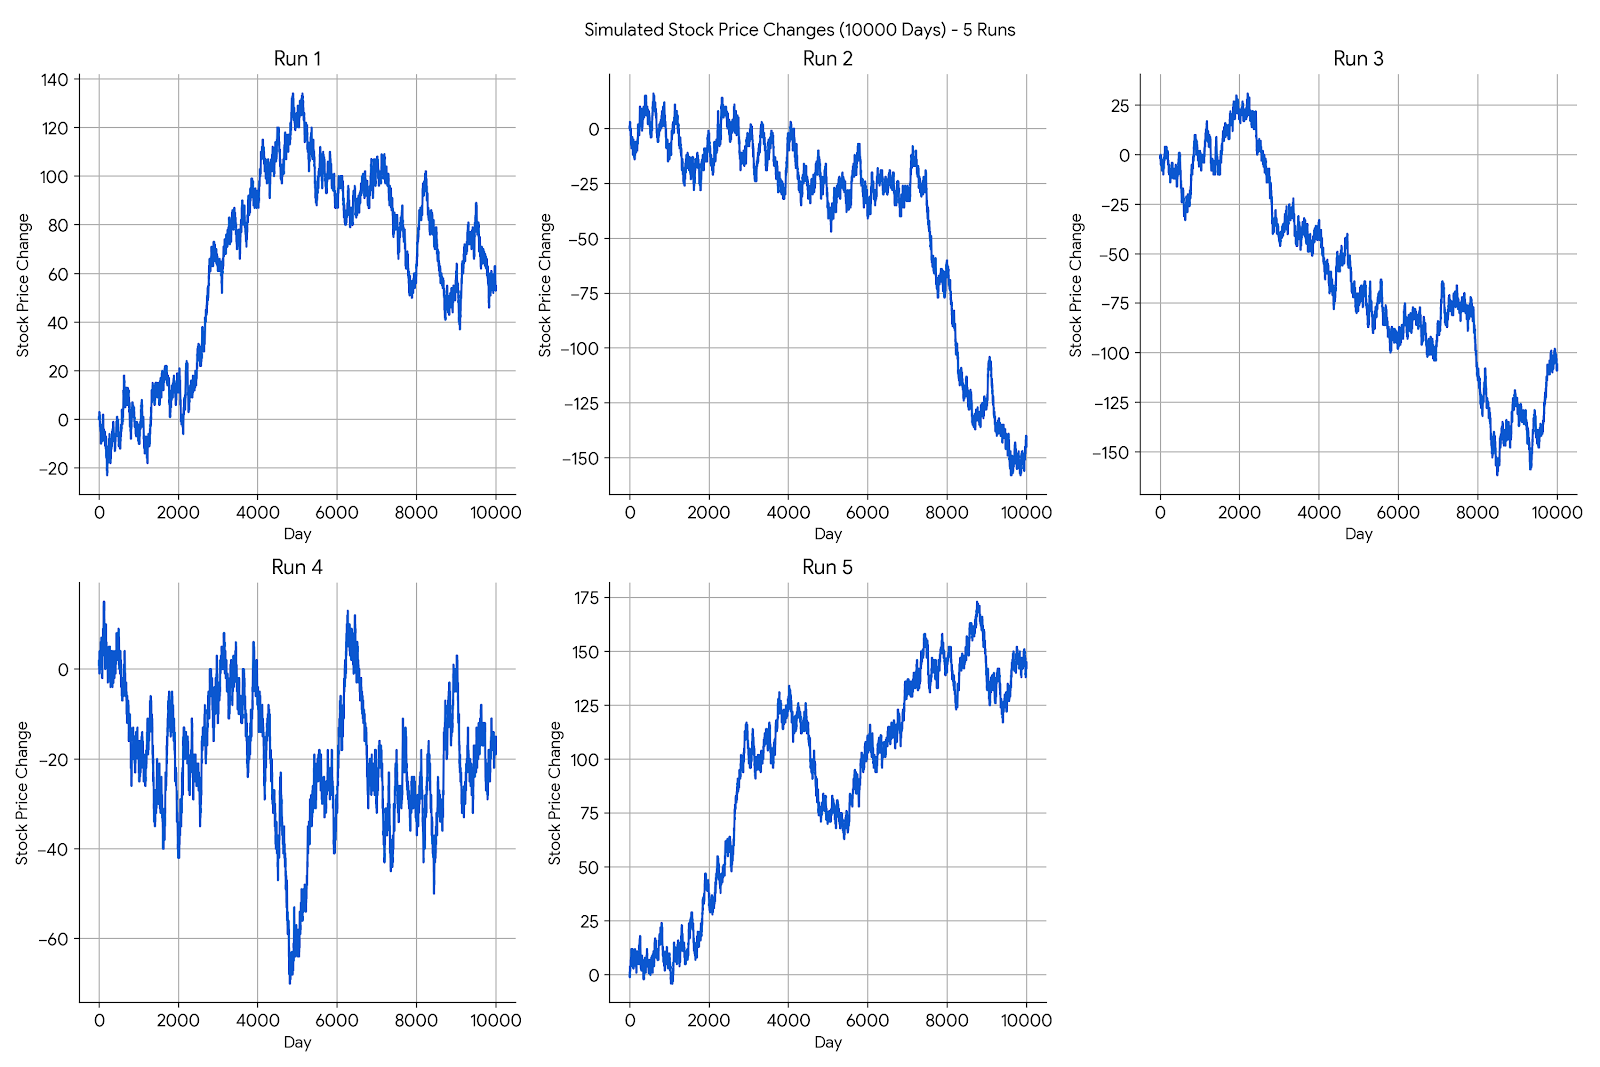 Simulated Stock Price Changes (10000 Days) - 5 Runs
Run 1
Stock Price Change
140
120
100
80
60
40
20
0
−20
0 2000 4000 6000 8000 10000
Day
Run 2
Stock Price Change
0
−25
−50
−75
−100
−125
−150
0 2000 4000 6000 8000 10000
Day
Run 3
Stock Price Change
25
0
−25
−50
−75
−100
−125
−150
0 2000 4000 6000 8000 10000
Day
Run 4
Stock Price Change
0
−20
−40
−60
0 2000 4000 6000 8000 10000
Day
Run 5
Stock Price Change
175
150
125
100
75
50
25
0
0 2000 4000 6000 8000 10000
Day